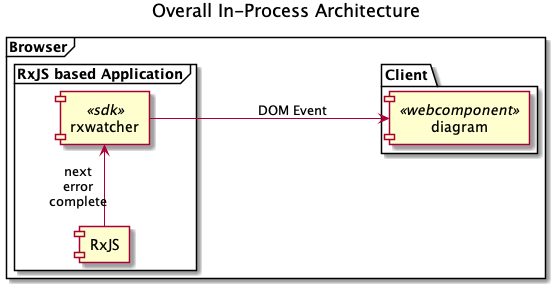 Overall In-Process Architecture
Browser
RxJS based Application
Client
«sdk»
rxwatcher
DOM Event
«webcomponent»
diagram
next
error
complete
RxJS